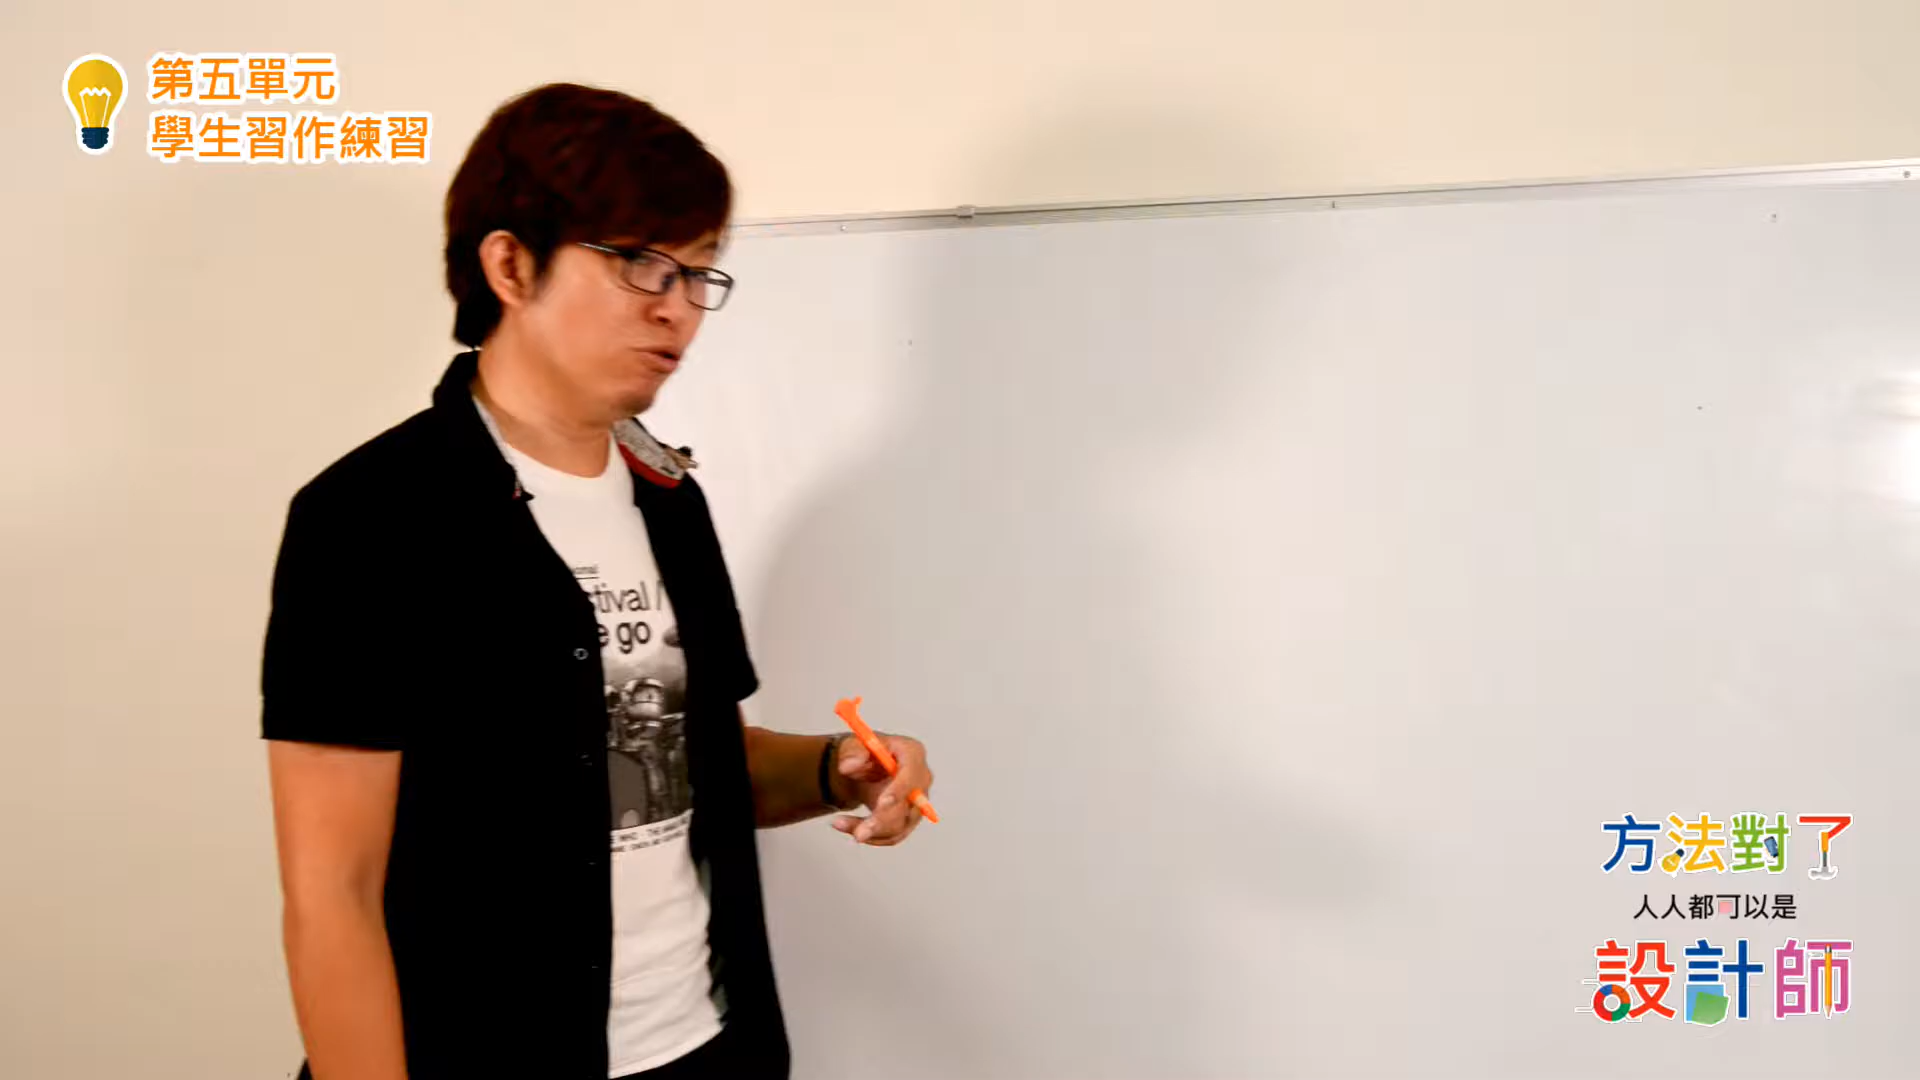 第五單元
學生習作練習
tival /
e go
方法對了
人人都可以是
設計師